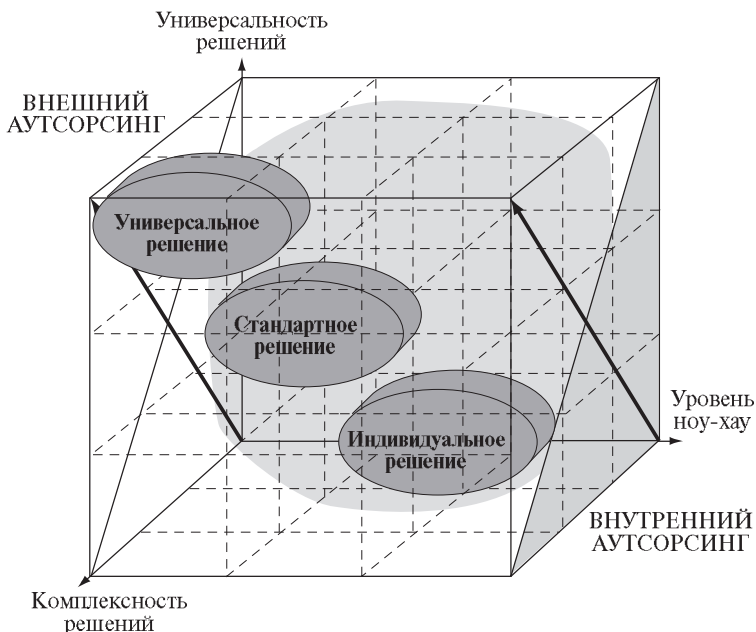 Универсальность
решений
ВНЕШНИЙ
АУТСОРСИНГ
Универсальное
решение
Стандартное
решение
Уровень
ноу-хау
Индивидуальное
решение
ВНУТРЕННИЙ
АУТСОРСИНГ
Комплексность
решений